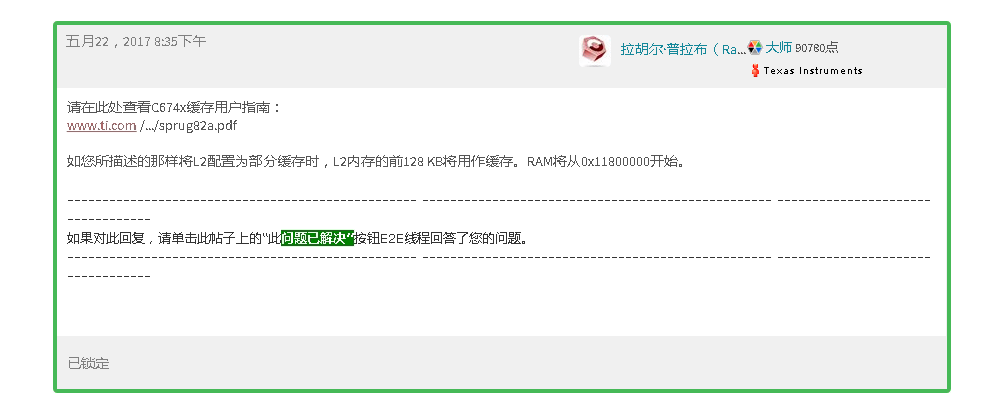 五月22，2017 8:35下午
拉胡尔·普拉布（Ra... 大师 90780点
Texas Instruments
请在此处查看C674x缓存用户指南：
www.ti.com /.../sprug82a.pdf
如您所描述的那样将L2配置为部分缓存时，L2内存的前128 KB将用作缓存。RAM将从0x11800000开始。
-------------------------------------------------- -------------------------------------------------- ----------------------
------------
如果对此回复，请单击此帖子上的“此问题已解决”按钮E2E线程回答了您的问题。
-------------------------------------------------- -------------------------------------------------- ----------------------
------------
已锁定